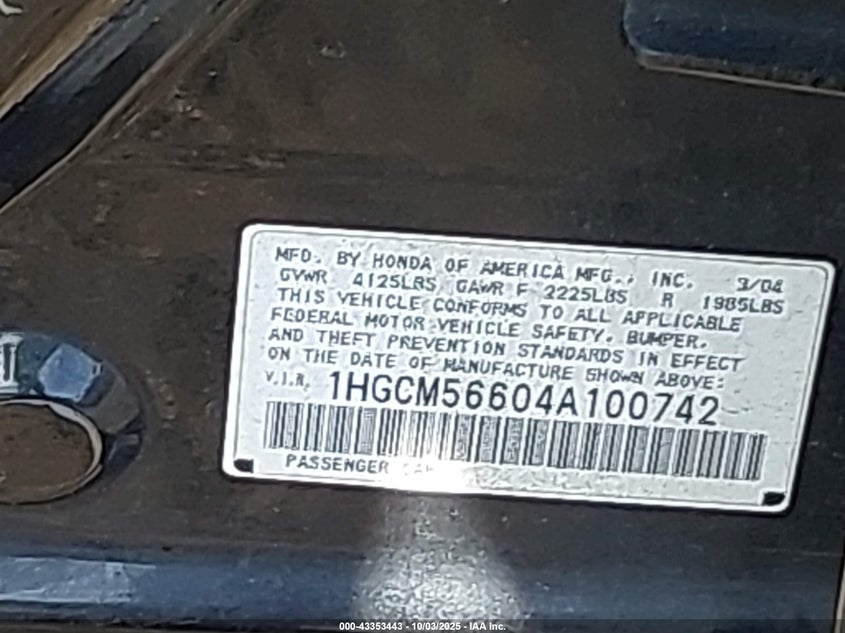 MFD. BY HONDA OF AMERICA MFG., INC. 3/04
GVWR 4125LBS GAWR F 2225LBS R 1985LBS
THIS VEHICLE CONFORMS TO ALL APPLICABLE
FEDERAL MOTOR VEHICLE SAFETY, BUMPER,
AND THEFT PREVENTION STANDARDS IN EFFECT
ON THE DATE OF MANUFACTURE SHOWN ABOVE:
V.I.N. 1HGCM56604A100742
PASSENGER CAR
000-43353443 - 10/03/2025 - IAA Inc.